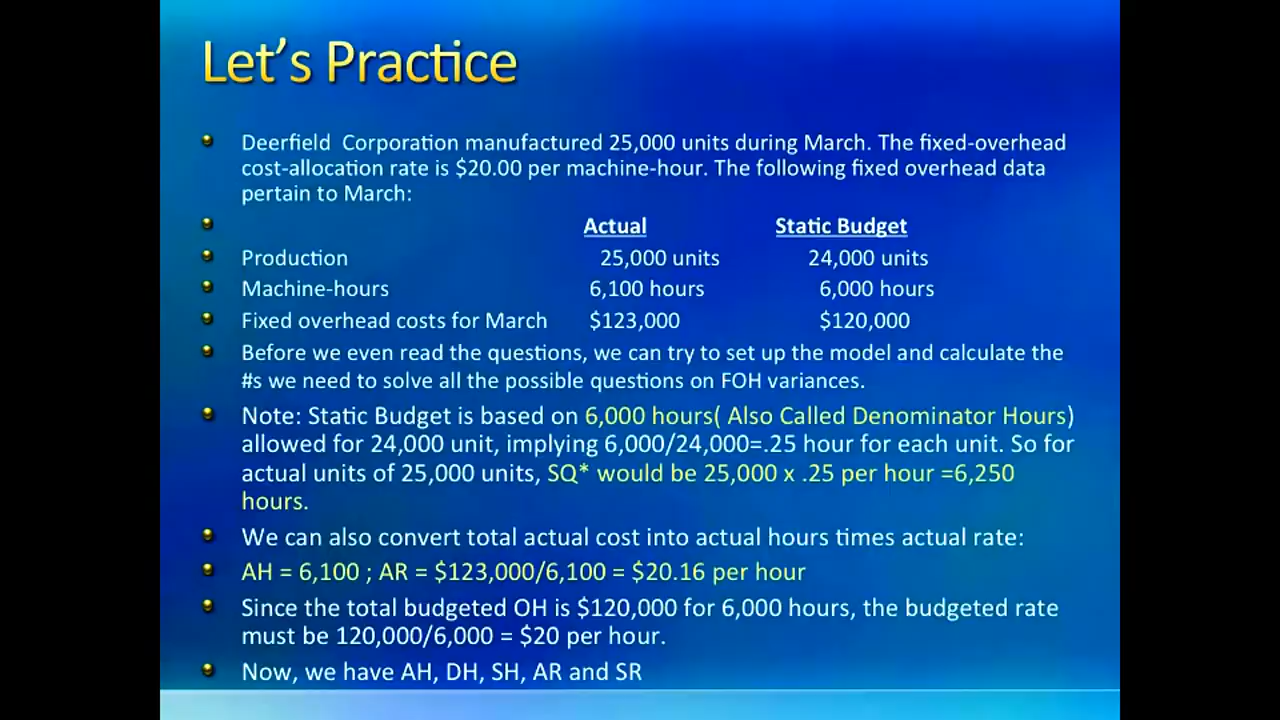 Let's Practice
Deerfield Corporation manufactured 25,000 units during March. The fixed-overhead
cost-allocation rate is $20.00 per machine-hour. The following fixed overhead data
pertain to March:
Actual Static Budget
Production 25,000 units 24,000 units
Machine-hours 6,100 hours 6,000 hours
Fixed overhead costs for March $123,000 $120,000
Before we even read the questions, we can try to set up the model and calculate the
#s we need to solve all the possible questions on FOH variances.
Note: Static Budget is based on 6,000 hours( Also Called Denominator Hours)
allowed for 24,000 unit, implying 6,000/24,000=.25 hour for each unit. So for
actual units of 25,000 units, SQ* would be 25,000 x .25 per hour =6,250
hours.
We can also convert total actual cost into actual hours times actual rate:
AH = 6,100 ; AR = $123,000/6,100 = $20.16 per hour
Since the total budgeted OH is $120,000 for 6,000 hours, the budgeted rate
must be 120,000/6,000 = $20 per hour.
Now, we have AH, DH, SH, AR and SR